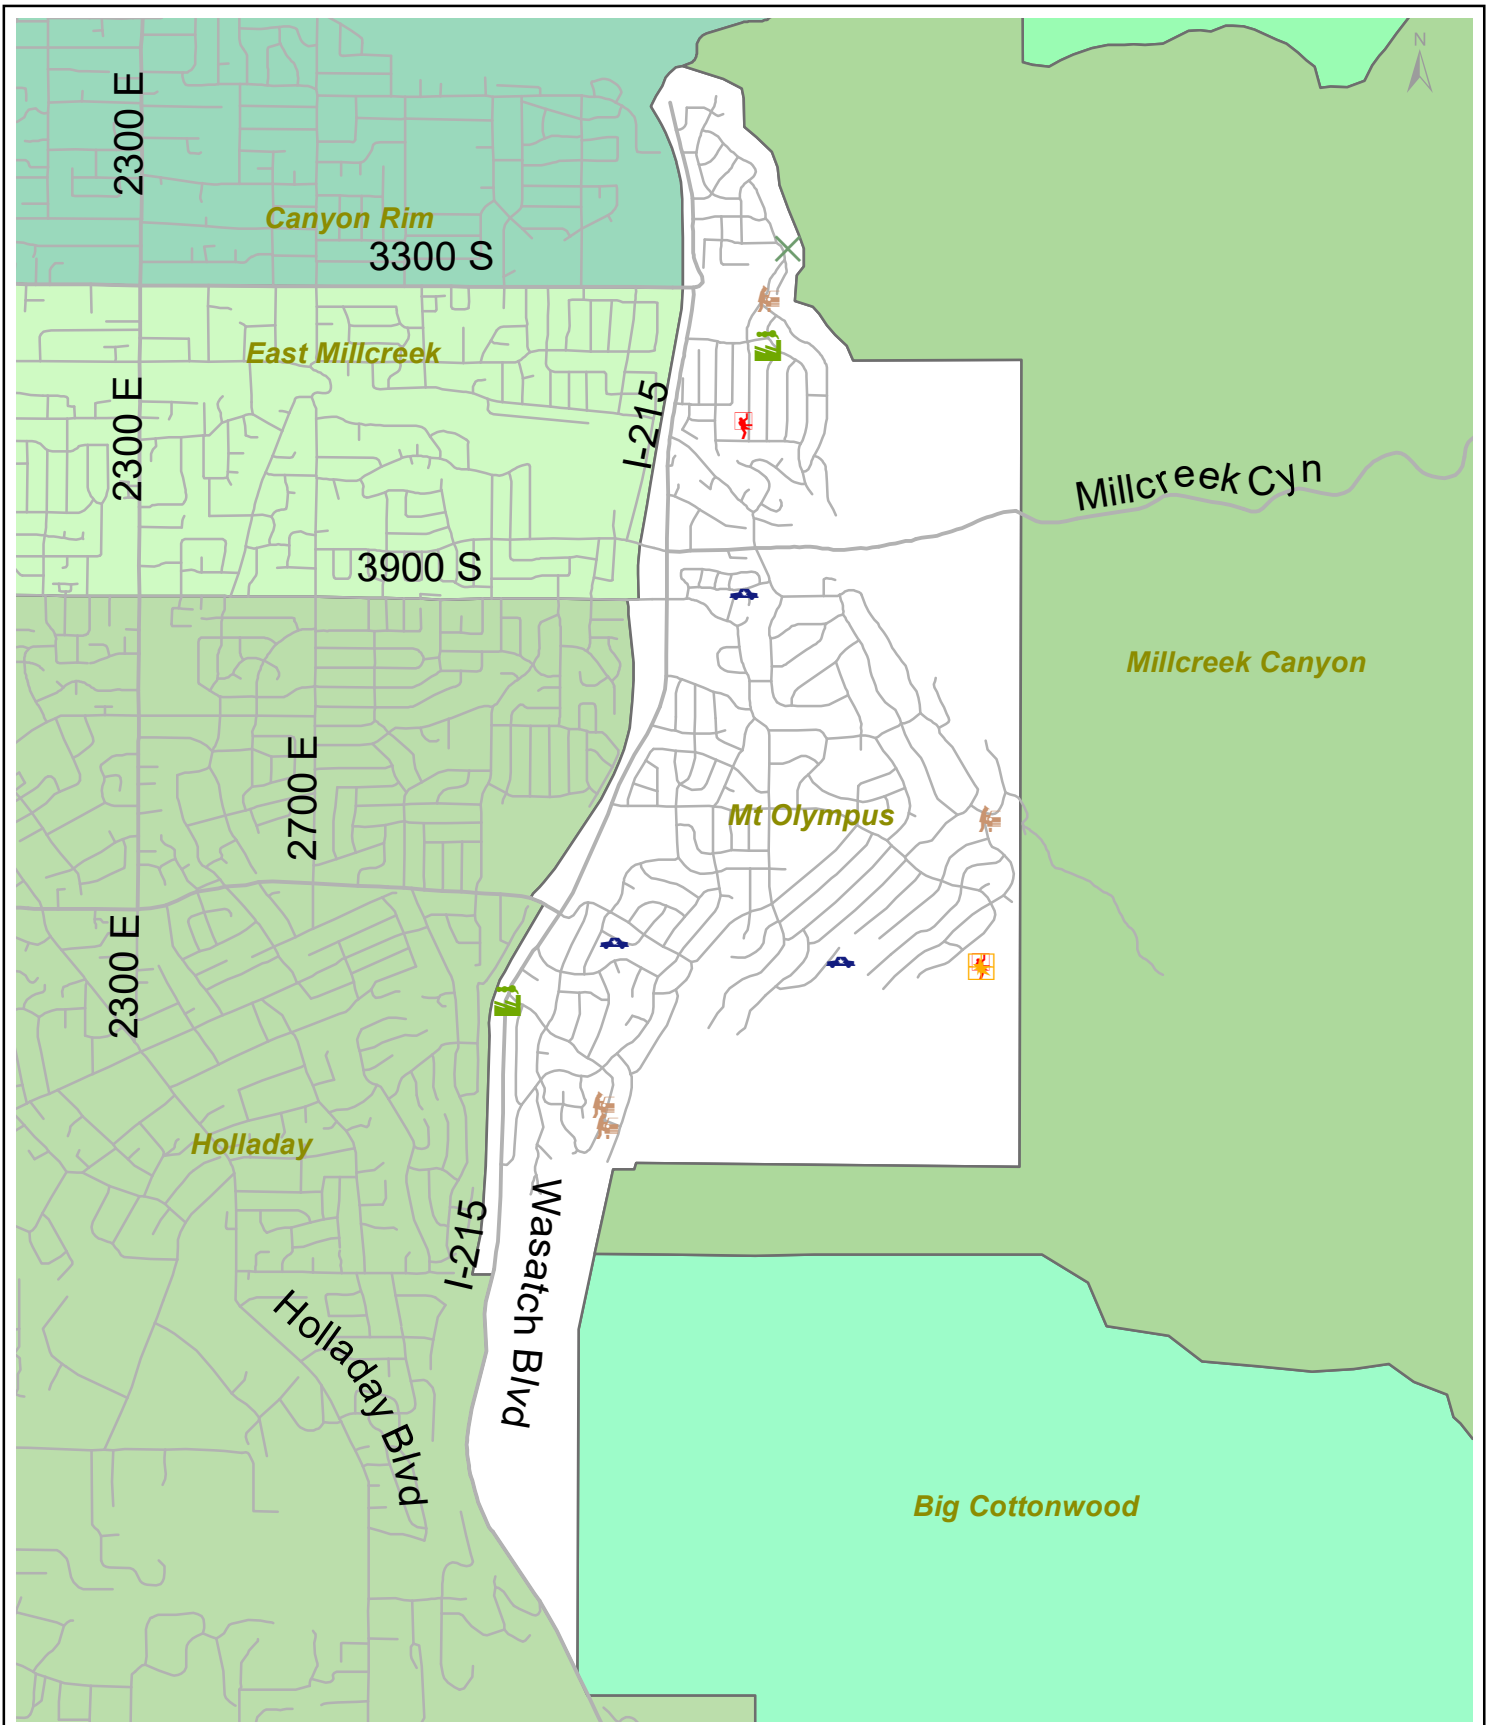 N
2300 E
Canyon Rim
3300 S
East Millcreek
2300 E
I-215
Millcreek Cyn
3900 S
Millcreek Canyon
2700 E
Mt Olympus
2300 E
Holladay
I-215
Wasatch Blvd
Holladay Blvd
Big Cottonwood